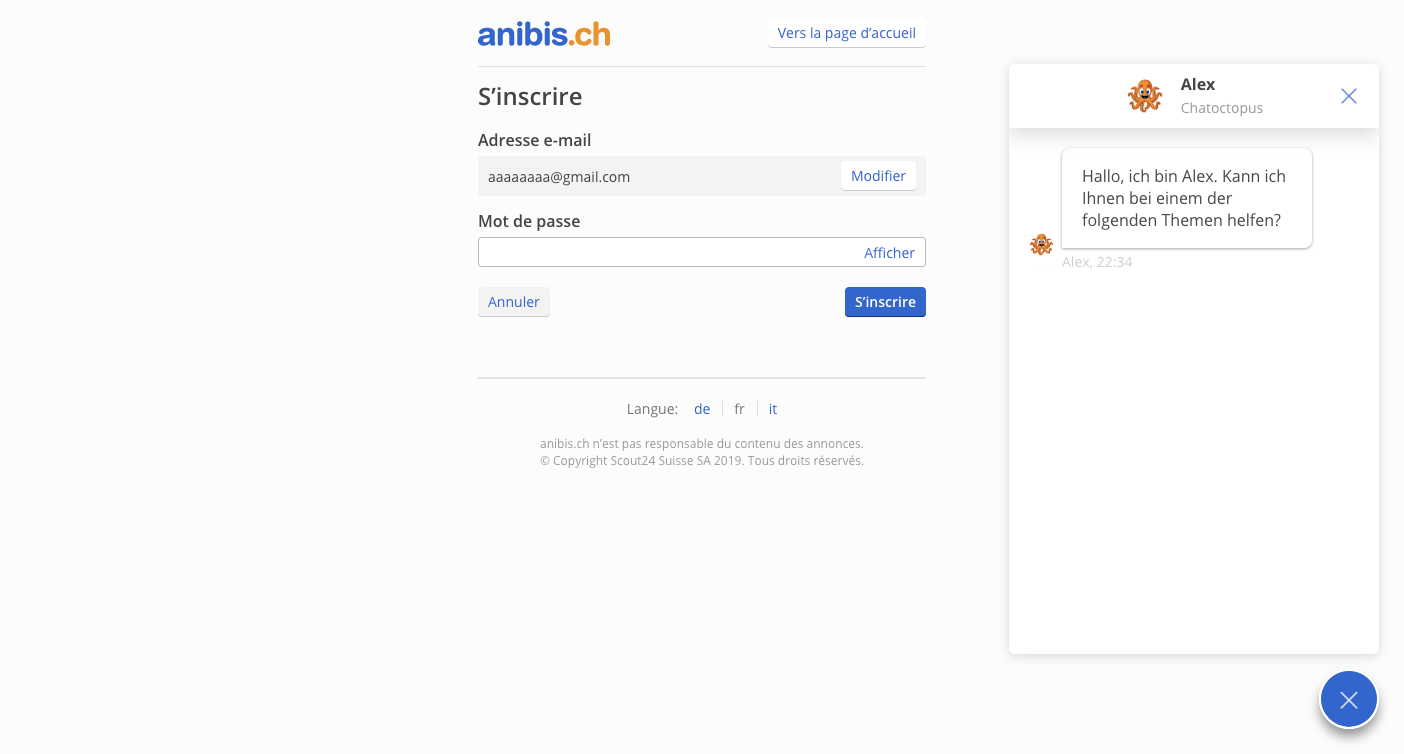 anibis.ch
Vers la page d’accueil
S’inscrire
Adresse e-mail
aaaaaaaa@gmail.com
Modifier
Mot de passe
Afficher
Annuler
S’inscrire
Langue: de fr it
anibis.ch n’est pas responsable du contenu des annonces.
© Copyright Scout24 Suisse SA 2019. Tous droits réservés.
Alex
Chatoctopus
Hallo, ich bin Alex. Kann ich
Ihnen bei einem der
folgenden Themen helfen?
Alex, 22:34